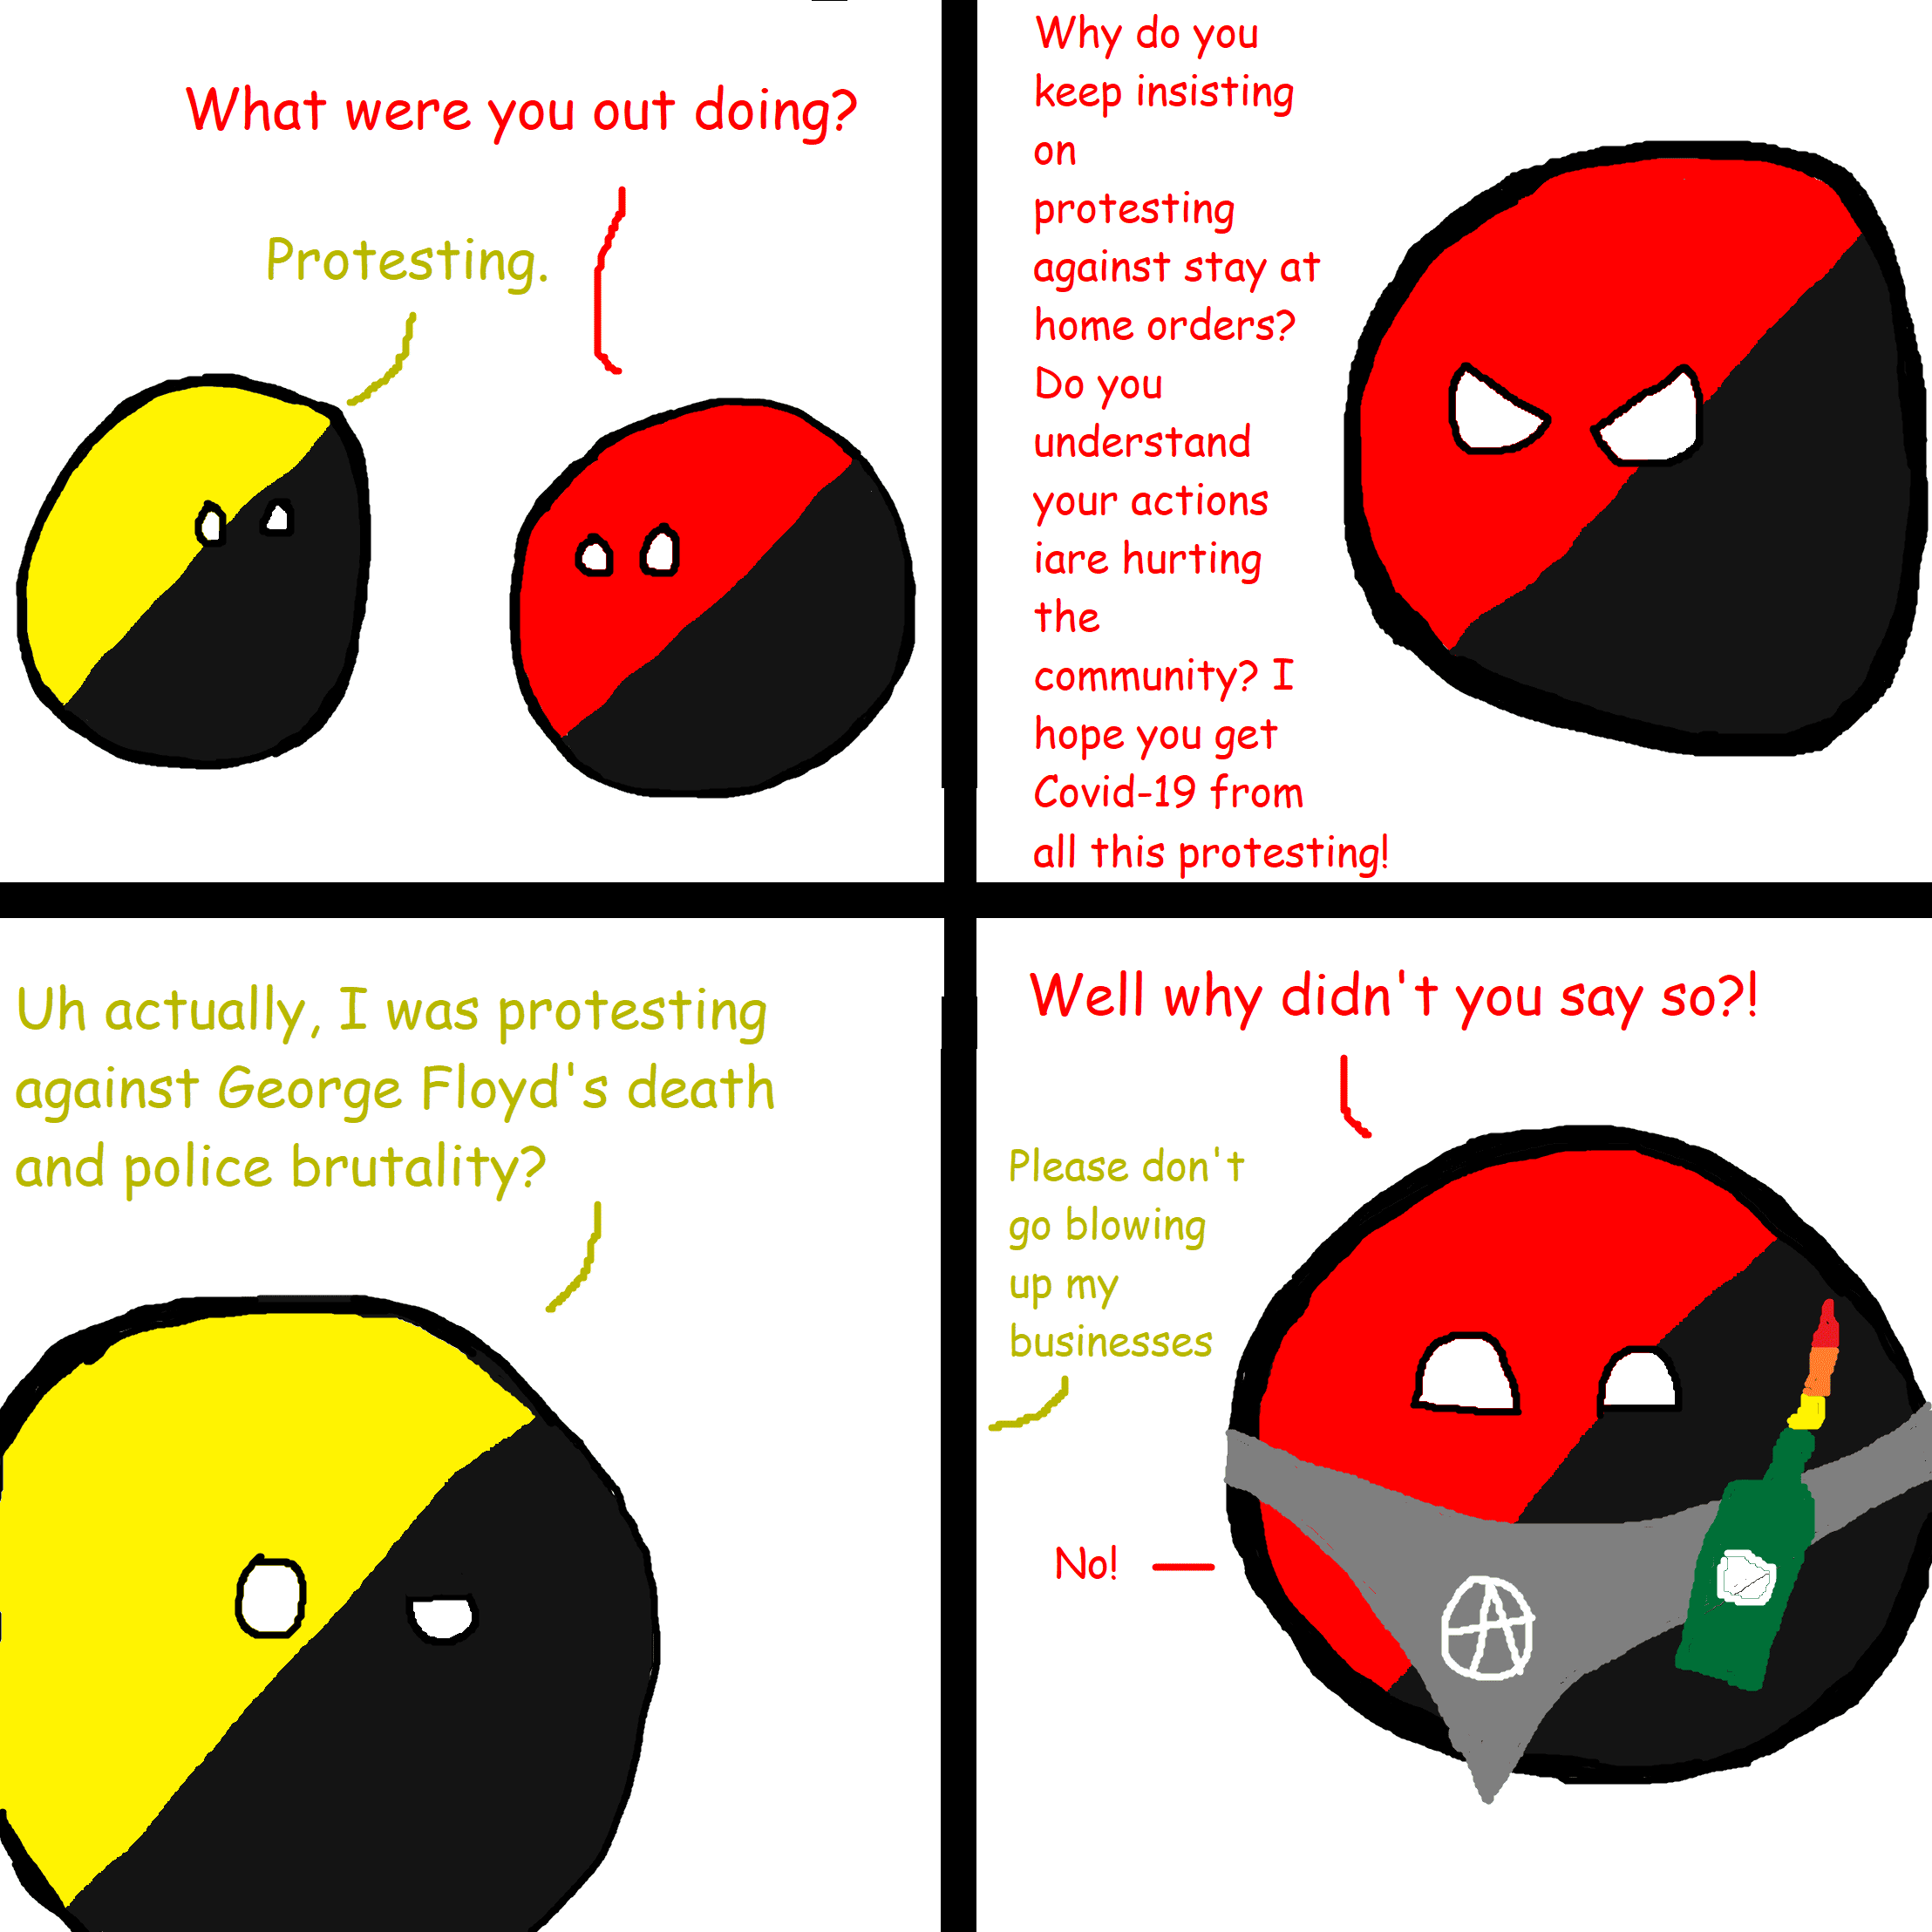 What were you out doing?
Protesting.
Why do you
keep insisting
on
protesting
against stay at
home orders?
Do you
understand
your actions
iare hurting
the
community? I
hope you get
Covid-19 from
all this protesting!
Uh actually, I was protesting
against George Floyd's death
and police brutality?
Well why didn't you say so?!
Please don't
go blowing
up my
businesses
No!
A